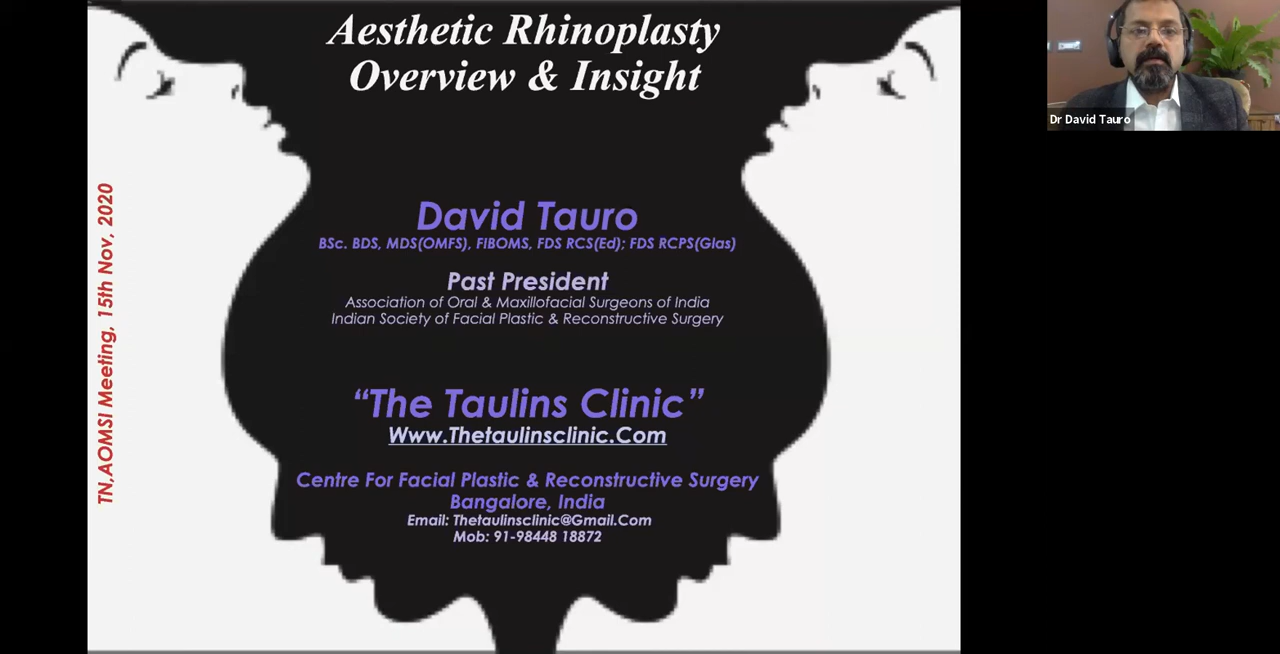 Aesthetic Rhinoplasty
Overview & Insight
David Tauro
BSc. BDS, MDS(OMFS), FIBOMS, FDS RCS(Ed); FDS RCPS(Glas)
Past President
Association of Oral & Maxillofacial Surgeons of India
Indian Society of Facial Plastic & Reconstructive Surgery
“The Taulins Clinic”
Www.Thetaulinsclinic.Com
Centre For Facial Plastic & Reconstructive Surgery
Bangalore, India
Email: Thetaulinsclinic@Gmail.Com
Mob: 91-98448 18872
TN,AOMSI Meeting, 15th Nov, 2020
Dr David Tauro